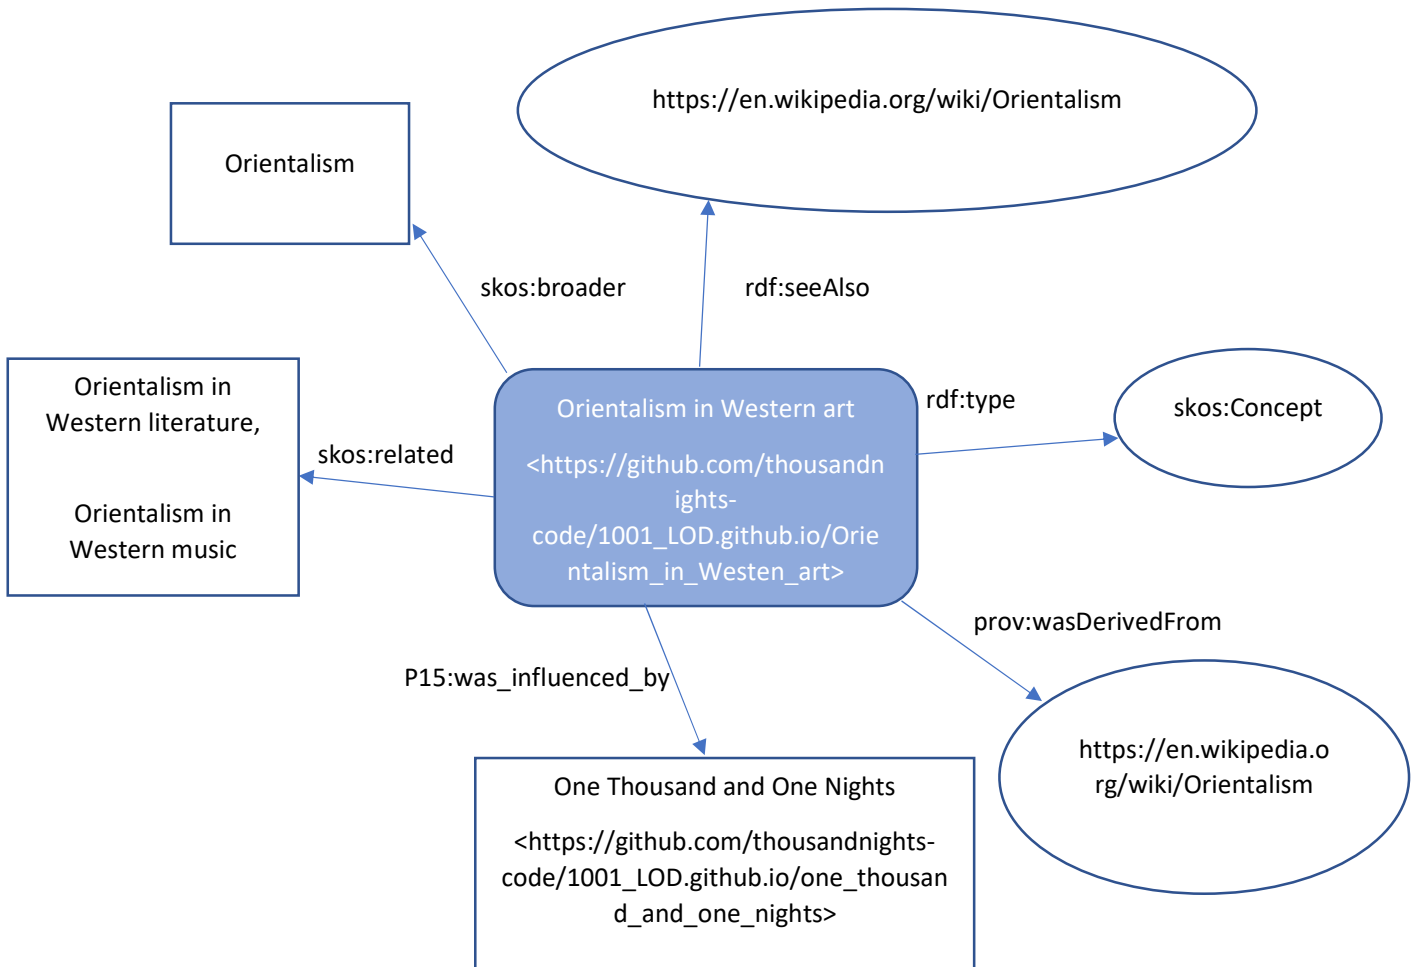 https://en.wikipedia.org/wiki/Orientalism
Orientalism
skos:broader
rdf:seeAlso
Orientalism in
Western literature,
Orientalism in
Western music
skos:related
Orientalism in Western art
<https://github.com/thousandn
ights-
code/1001_LOD.github.io/Orie
ntalism_in_Westen_art>
rdf:type
skos:Concept
prov:wasDerivedFrom
https://en.wikipedia.o
rg/wiki/Orientalism
P15:was_influenced_by
One Thousand and One Nights
<https://github.com/thousandnights-
code/1001_LOD.github.io/one_thousan
d_and_one_nights>